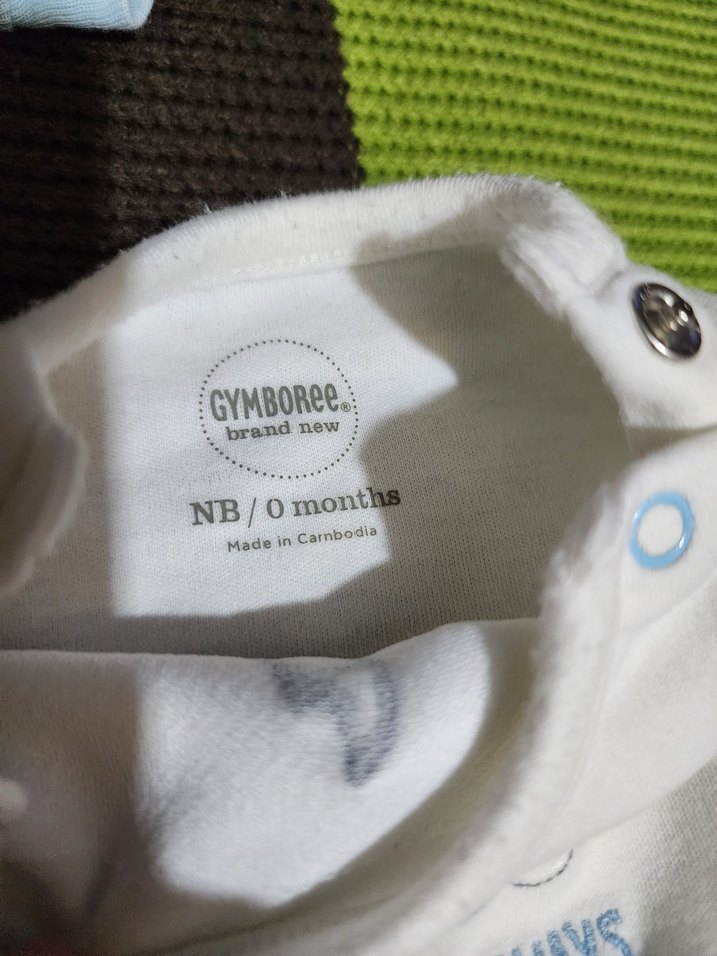 GYMBORee®
brand new
NB / 0 months
Made in Cambodia